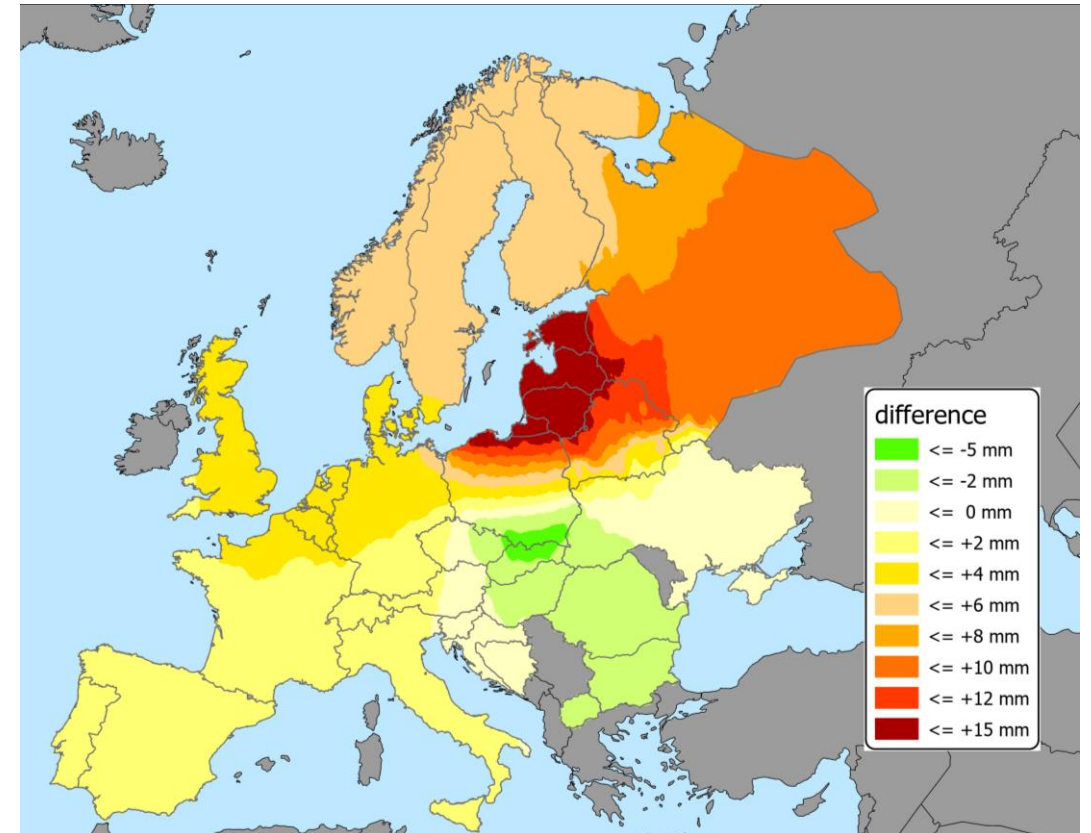 difference
<= -5 mm
<= -2 mm
<= 0 mm
<= +2 mm
<= +4 mm
<= +6 mm
<= +8 mm
<= +10 mm
<= +12 mm
<= +15 mm